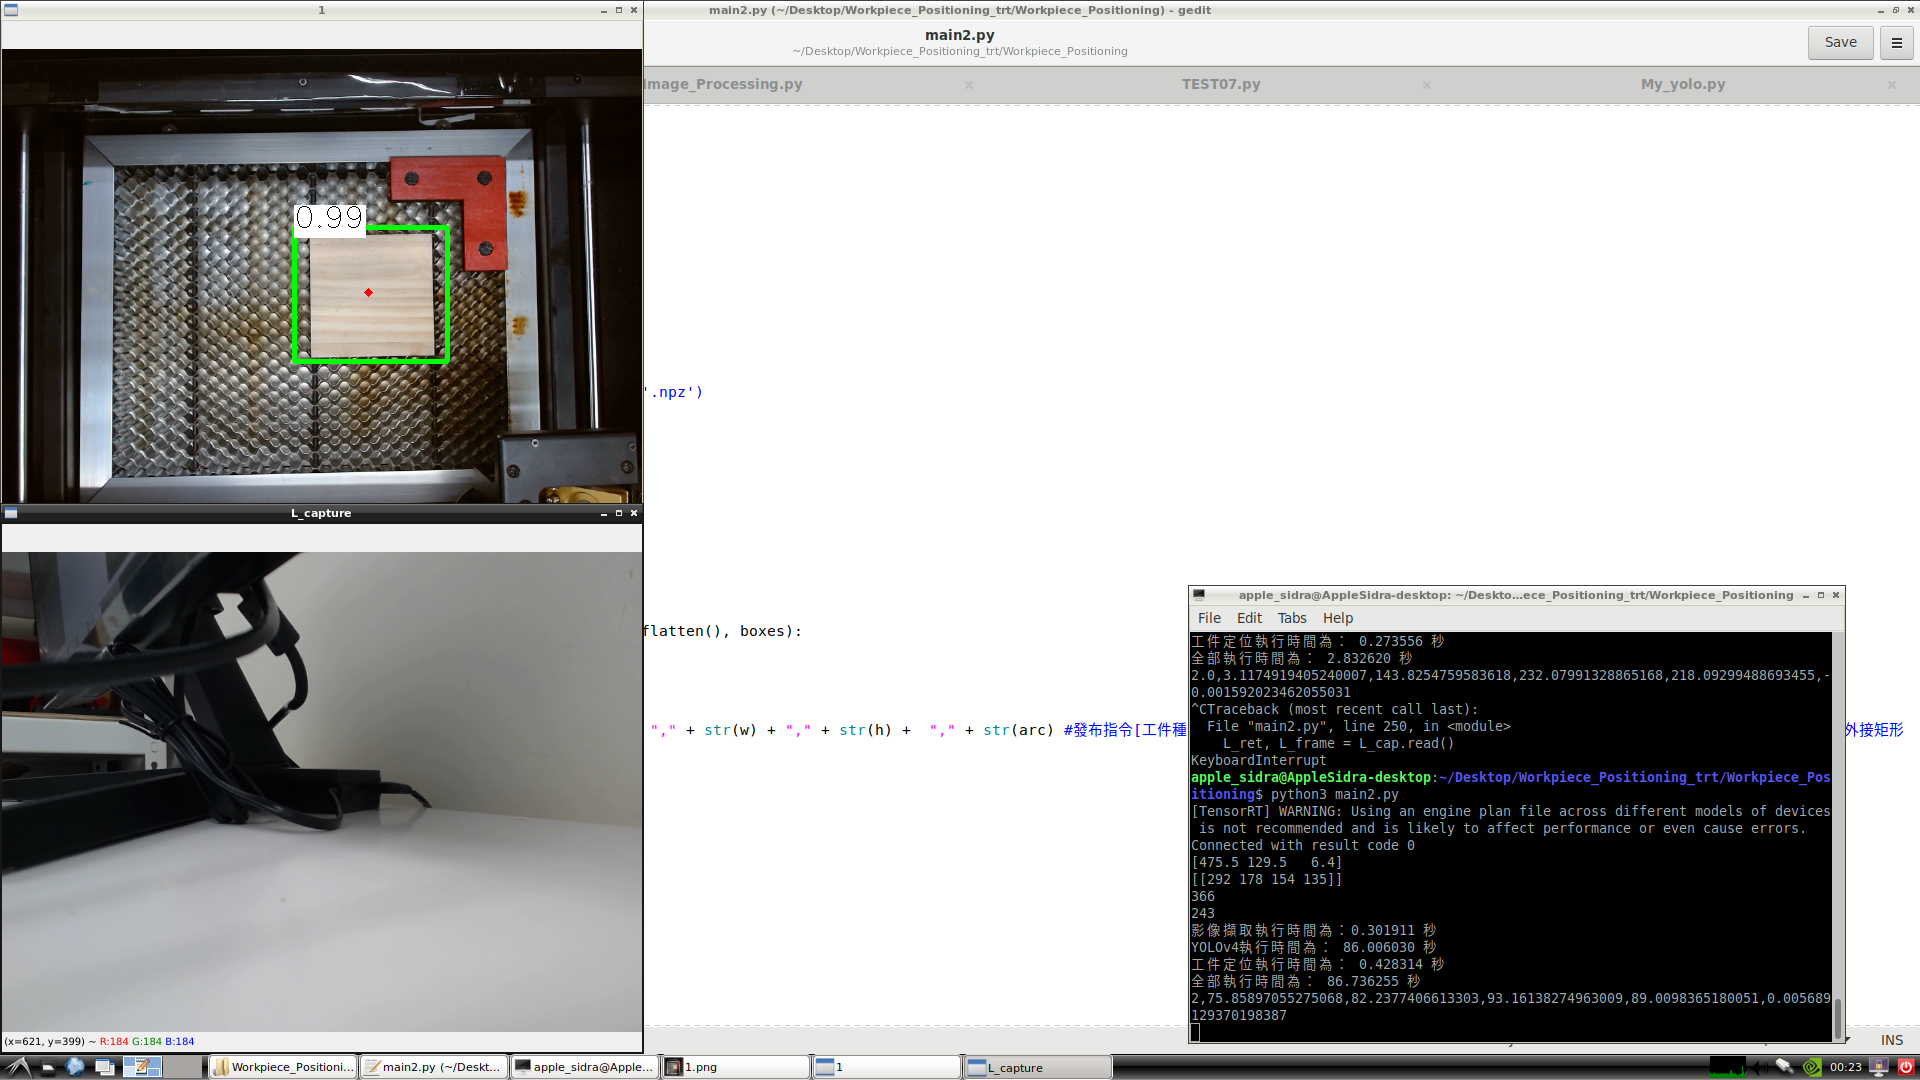 1
main2.py (~/Desktop/Workpiece_Positioning_trt/Workpiece_Positioning) - gedit
main2.py
~/Desktop/Workpiece_Positioning_trt/Workpiece_Positioning
Save
Image_Processing.py
TEST07.py
My_yolo.py
0.99
'.npz')
L_capture
flatten(), boxes):
"," + str(w) + "," + str(h) +  "," + str(arc) #發布指令[工件種
外接矩形
apple_sidra@AppleSidra-desktop: ~/Deskto...ece_Positioning_trt/Workpiece_Positioning
File Edit Tabs Help
工件定位執行時間為： 0.273556 秒
全部執行時間為： 2.832620 秒
2.0,3.1174919405240007,143.8254759583618,232.07991328865168,218.09299488693455,-
0.001592023462055031
^CTraceback (most recent call last):
  File "main2.py", line 250, in <module>
    L_ret, L_frame = L_cap.read()
KeyboardInterrupt
apple_sidra@AppleSidra-desktop:~/Desktop/Workpiece_Positioning_trt/Workpiece_Pos
itioning$ python3 main2.py
[TensorRT] WARNING: Using an engine plan file across different models of devices
 is not recommended and is likely to affect performance or even cause errors.
Connected with result code 0
[475.5 129.5   6.4]
[[292 178 154 135]]
366
243
影像擷取執行時間為：0.301911 秒
YOLOv4執行時間為： 86.006030 秒
工件定位執行時間為： 0.428314 秒
全部執行時間為： 86.736255 秒
2,75.85897055275068,82.2377406613303,93.16138274963009,89.0098365180051,0.005689
129370198387
(x=621, y=399) ~ R:184 G:184 B:184
INS
Workpiece_Positioni...
main2.py (~/Deskt...
apple_sidra@Apple...
1.png
1
L_capture
00:23